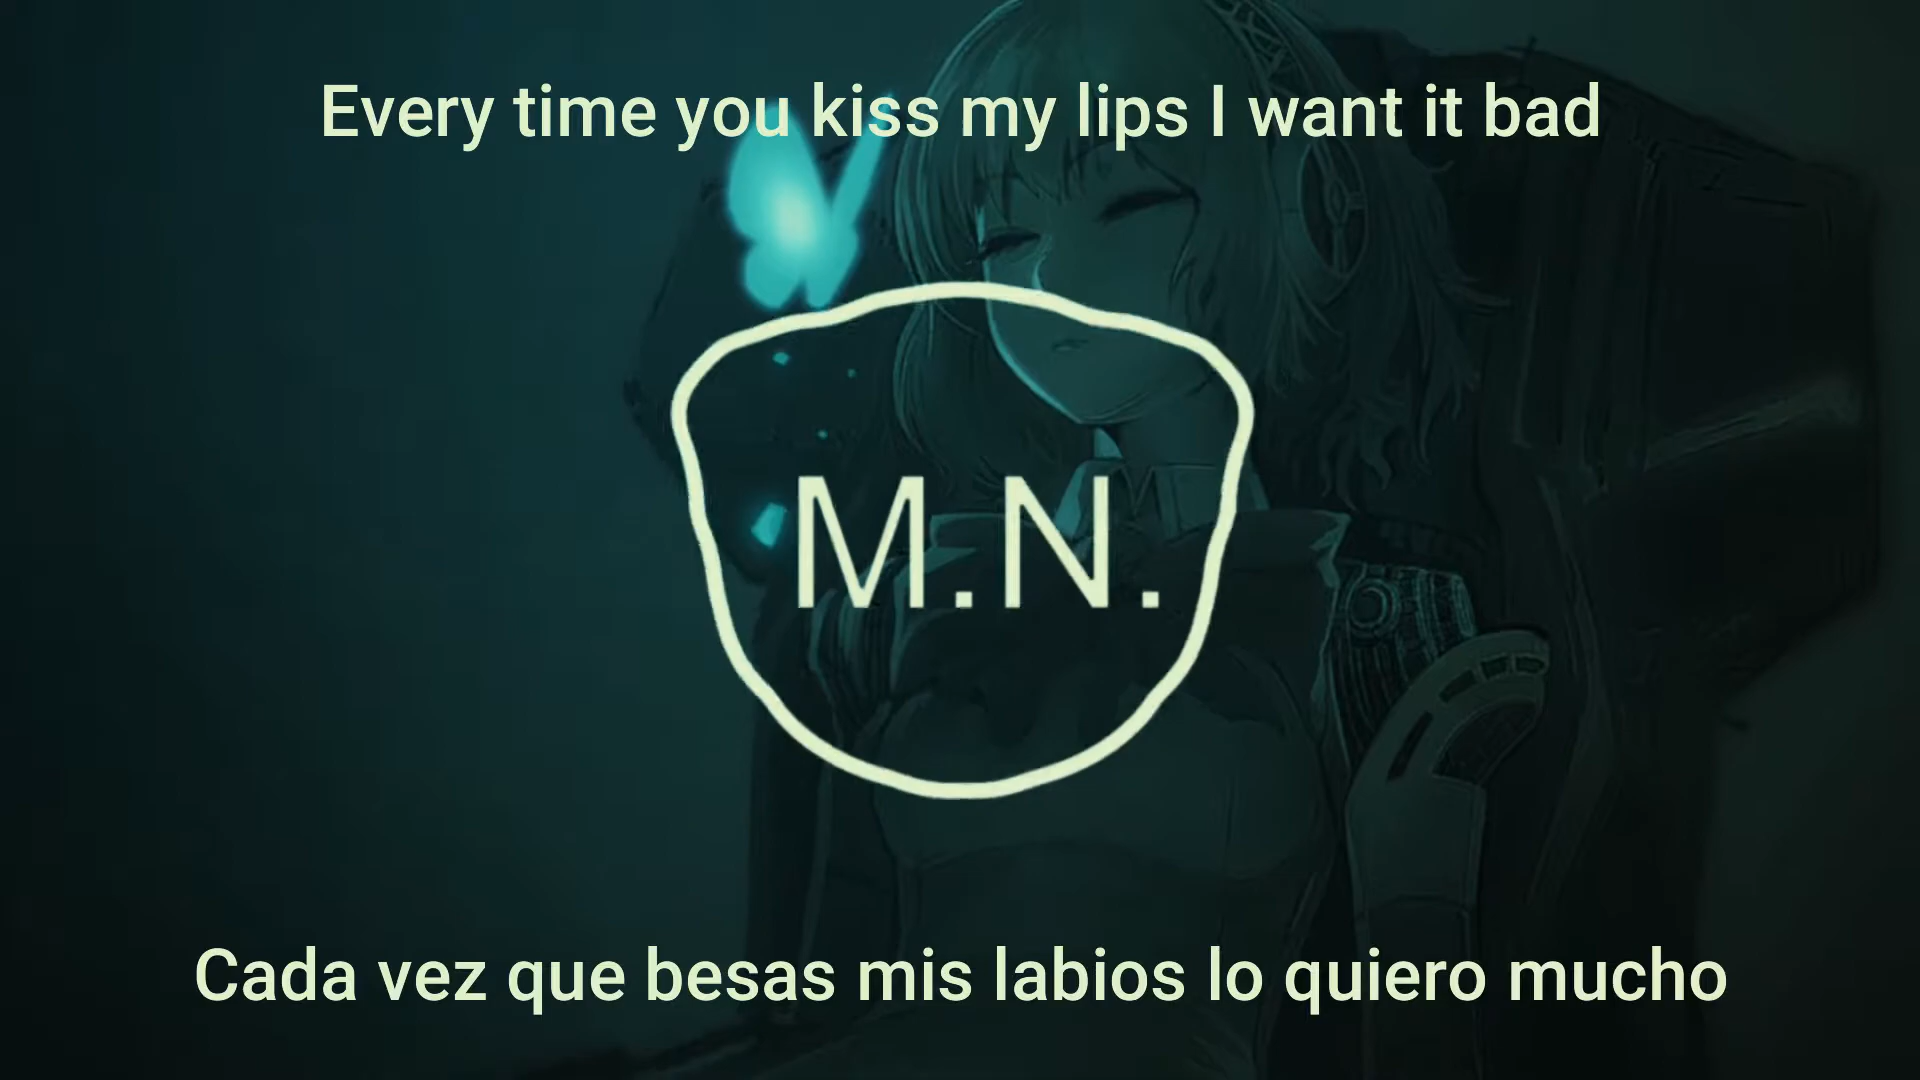 Every time you kiss my lips I want it bad
M.N.
Cada vez que besas mis labios lo quiero mucho